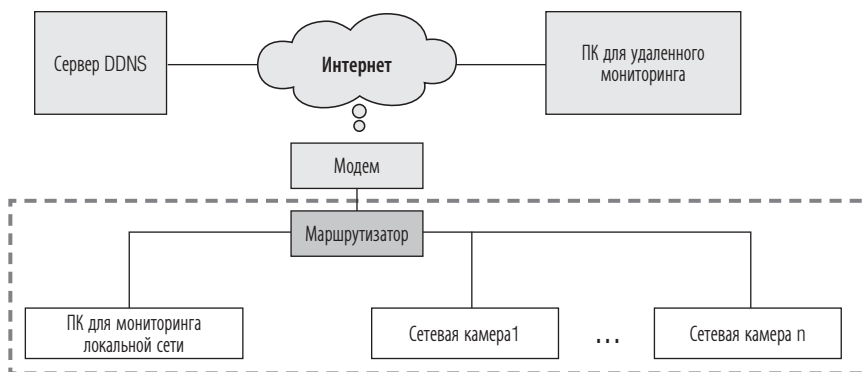 Сервер DDNS
Интернет
ПК для удаленного
мониторинга
Модем
Маршрутизатор
ПК для мониторинга
локальной сети
Сетевая камера1
...
Сетевая камера n